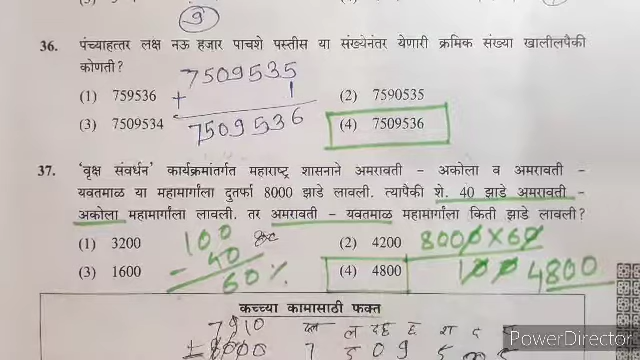 9
36. पंच्याहत्तर लक्ष नऊ हजार पाचशे पस्तीस या संख्येनंतर येणारी क्रमिक संख्या खालीलपैकी
कोणती?
7509535
(1) 759536 + 1 (2) 7590535
(3) 7509534 7509536 (4) 7509536
37. 'वृक्ष संवर्धन' कार्यक्रमांतर्गत महाराष्ट्र शासनाने अमरावती - अकोला व अमरावती -
यवतमाळ या महामार्गांला दुतर्फा 8000 झाडे लावली. त्यापैकी शे. 40 झाडे अमरावती -
अकोला महामार्गाला लावली. तर अमरावती - यवतमाळ महामार्गाला किती झाडे लावली?
(1) 3200 100 (2) 4200 8000×60
- 40
(3) 1600 60% (4) 4800 100 4800
कच्च्या कामासाठी फक्त
7 5 0 9 5
PowerDirector